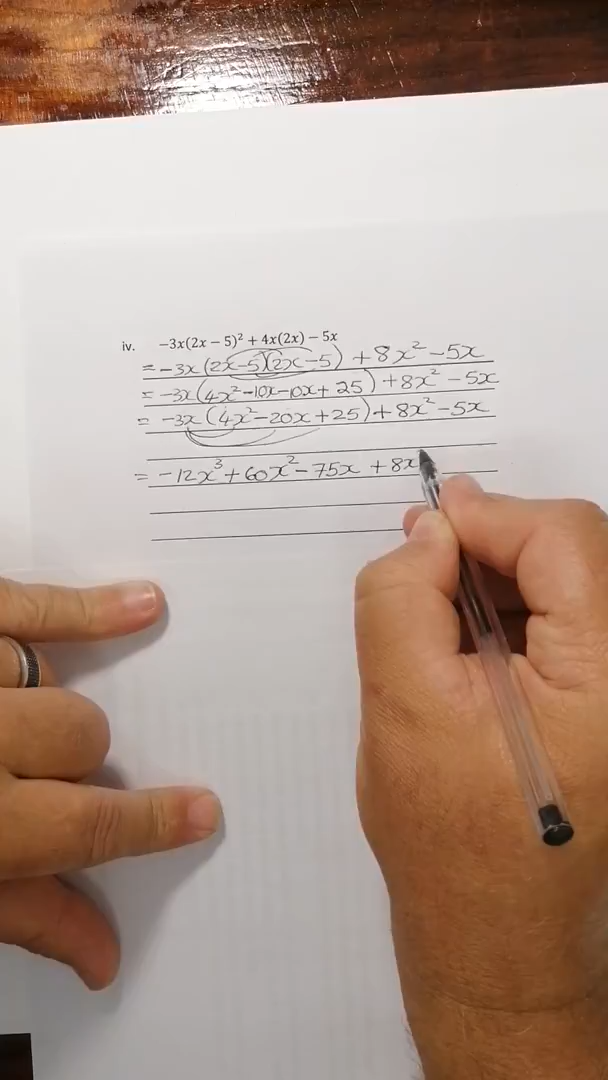 iv. −3x(2x − 5)² + 4x(2x) − 5x
= −3x(2x−5)(2x−5) + 8x² − 5x
= −3x(4x² −10x−10x+ 25) + 8x² − 5x
= −3x(4x² −20x +25) + 8x² − 5x
= −12x³ + 60x² − 75x + 8x